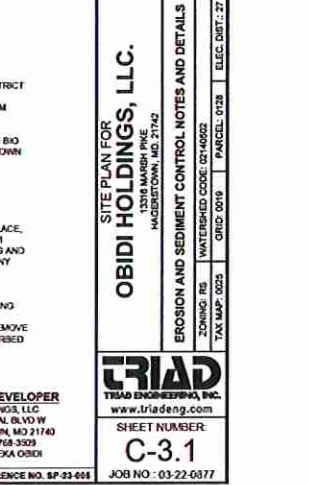 TRICT
M
BIO
OWN
LACE,
S AND
NY
NG
EMOVE
RBED
EVELOPER
NGS, LLC
AL BLVD W
N, MD 21740
768-3509
EKA OBIDI
ENCE NO. SP-23-005
SITE PLAN FOR
OBIDI HOLDINGS, LLC.
13316 MARSH PIKE
HAGERSTOWN, MD. 21742
EROSION AND SEDIMENT CONTROL NOTES AND DETAILS
ZONING: RS WATERSHED CODE: 02140502
TAX MAP: 0025 GRID: 0019 PARCEL: 0128 ELEC. DIST.: 27
TRIAD
TRIAD ENGINEERING, INC.
www.triadeng.com
SHEET NUMBER:
C-3.1
JOB NO.: 03-22-0377